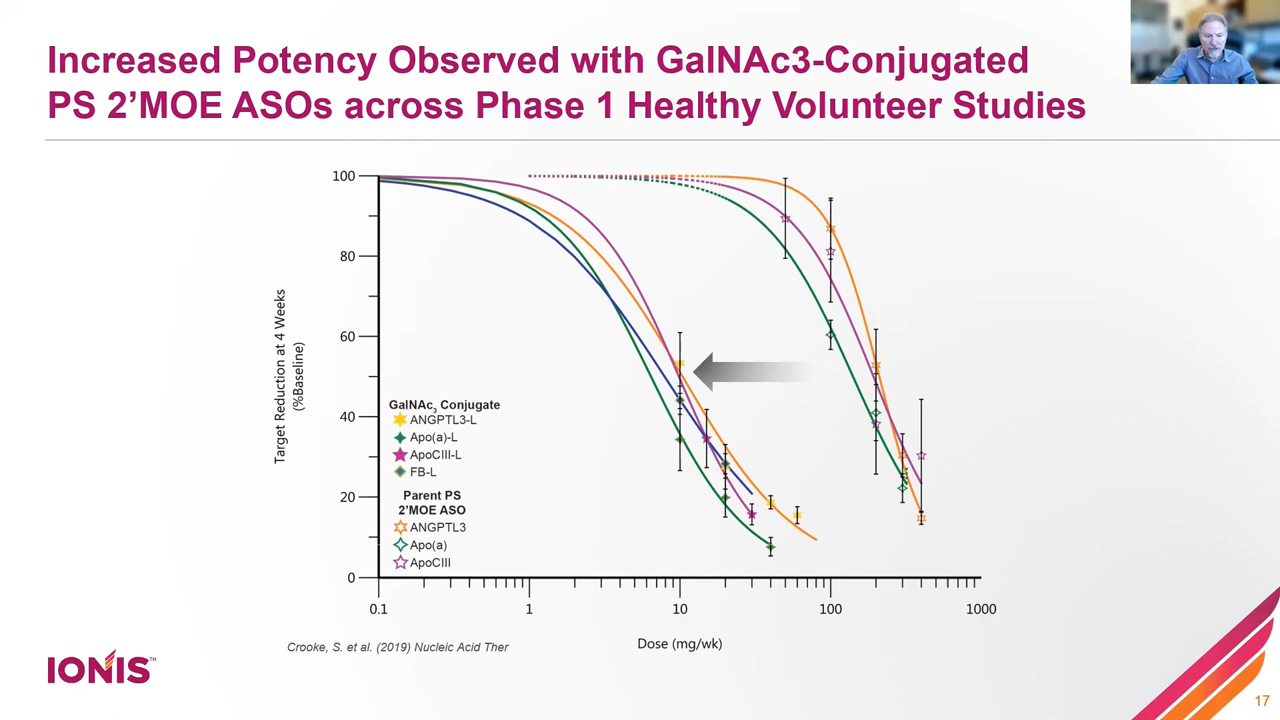 Increased Potency Observed with GalNAc3-Conjugated
PS 2’MOE ASOs across Phase 1 Healthy Volunteer Studies
Target Reduction at 4 Weeks
(%Baseline)
100
80
60
40
20
0
GalNAc3 Conjugate
ANGPTL3-L
Apo(a)-L
ApoCIII-L
FB-L
Parent PS
2’MOE ASO
ANGPTL3
Apo(a)
ApoCIII
0.1
1
10
100
1000
Dose (mg/wk)
Crooke, S. et al. (2019) Nucleic Acid Ther
IONIS™
17